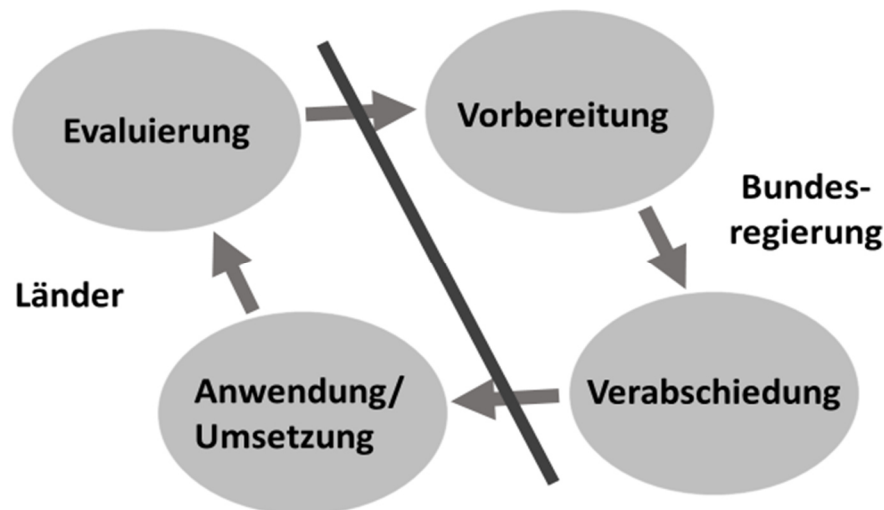 Evaluierung
Vorbereitung
Bundes-
regierung
Länder
Anwendung/
Umsetzung
Verabschiedung